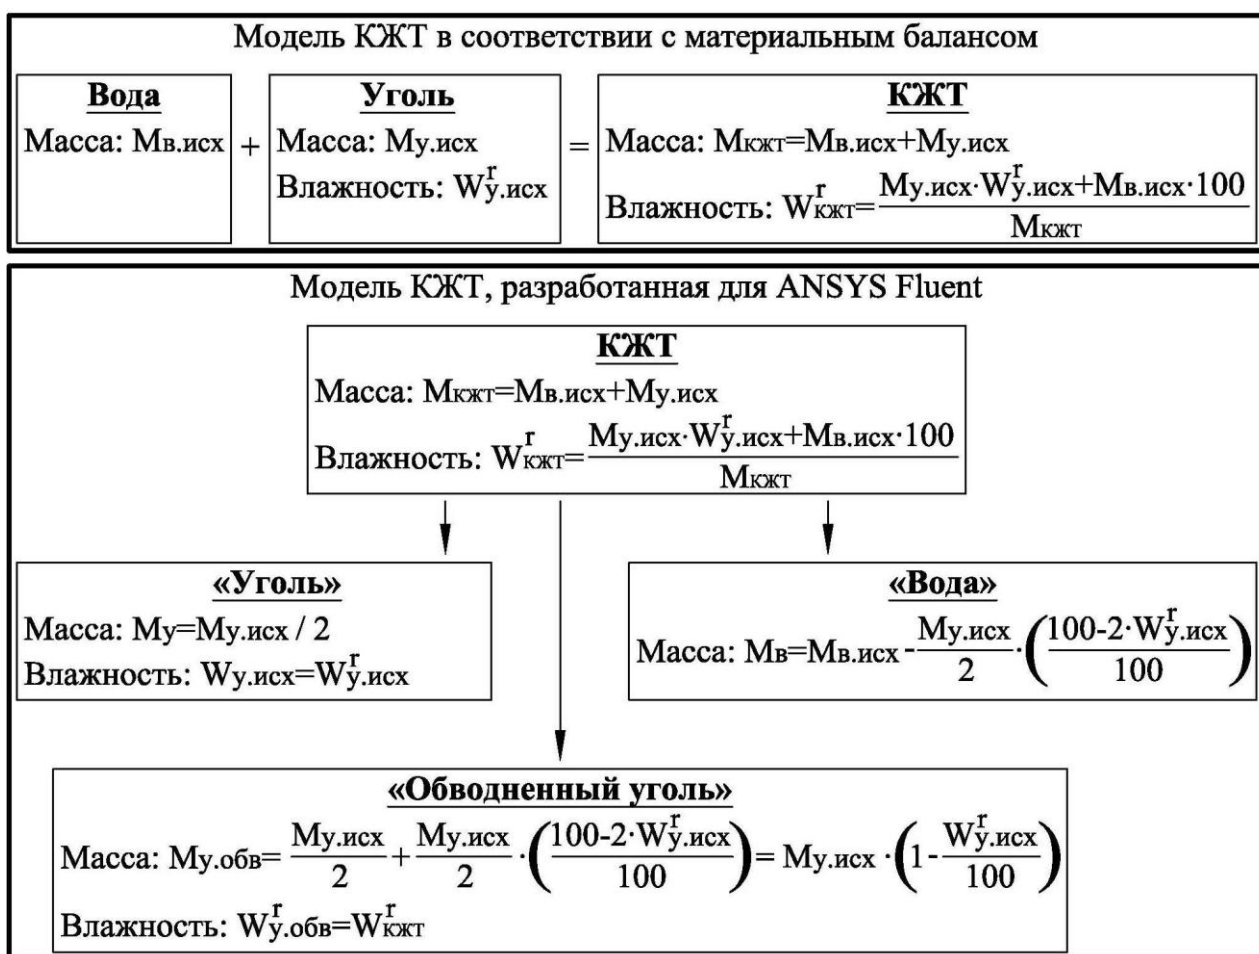 Модель КЖТ в соответствии с материальным балансом
Вода
Масса: Мв.исх
+
Уголь
Масса: Му.исх
Влажность: W^r_у.исх
=
КЖТ
Масса: Мкжт=Мв.исх+Му.исх
Влажность: W^r_кжт=(Му.исх·W^r_у.исх+Мв.исх·100)/Мкжт
Модель КЖТ, разработанная для ANSYS Fluent
КЖТ
Масса: Мкжт=Мв.исх+Му.исх
Влажность: W^r_кжт=(Му.исх·W^r_у.исх+Мв.исх·100)/Мкжт
«Уголь»
Масса: Му=Му.исх / 2
Влажность: Wу.исх=W^r_у.исх
«Вода»
Масса: Мв=Мв.исх-Му.исх/2·((100-2·W^r_у.исх)/100)
«Обводненный уголь»
Масса: Му.обв= Му.исх/2+Му.исх/2·((100-2·W^r_у.исх)/100)= Му.исх·(1-W^r_у.исх/100)
Влажность: W^r_у.обв=W^r_кжт